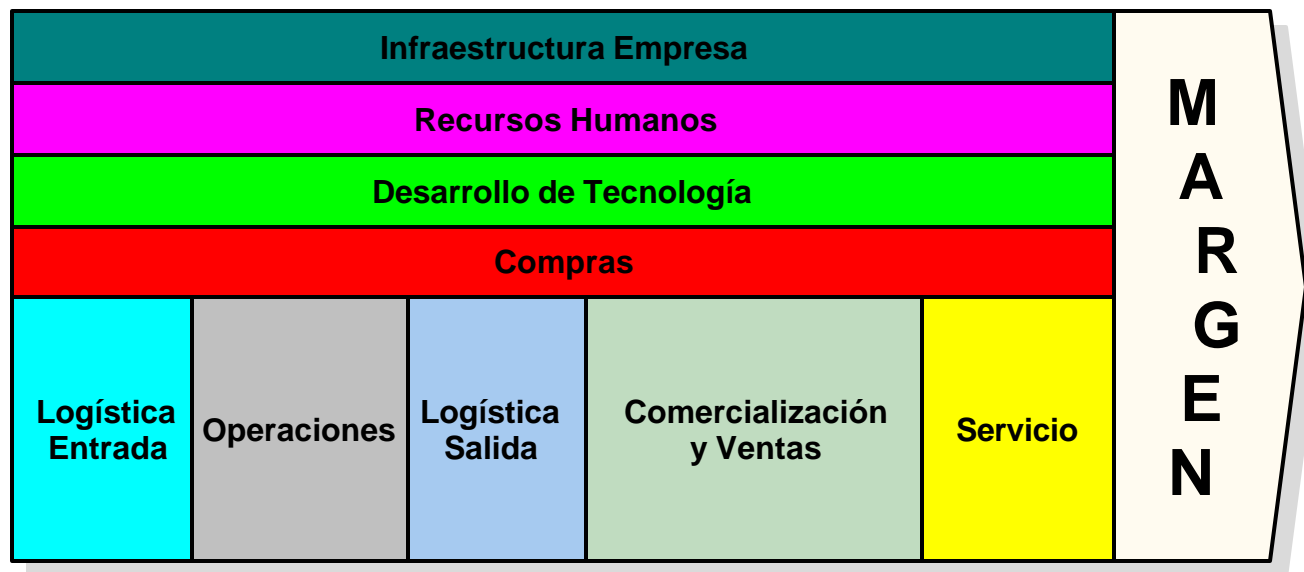 Infraestructura Empresa
Recursos Humanos
Desarrollo de Tecnología
Compras
Logística
Entrada
Operaciones
Logística
Salida
Comercialización
y Ventas
Servicio
M
A
R
G
E
N